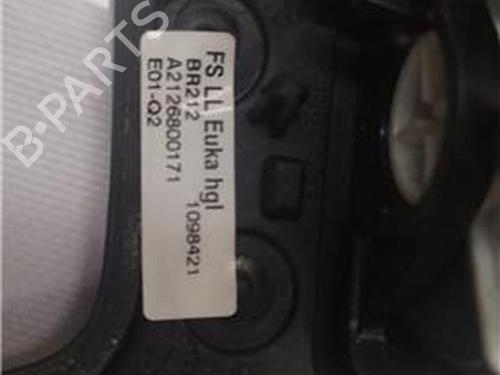 FS LL Euka hgl
BR212 1098421
A2126800171
E01-Q2
B-PARTS